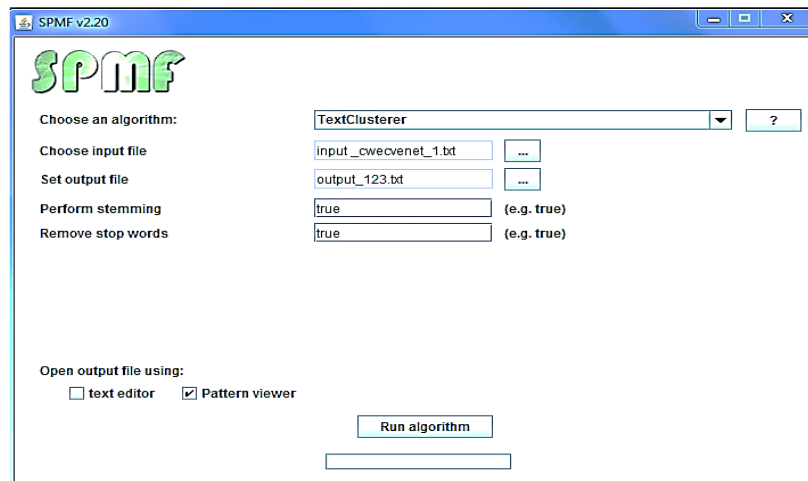 SPMF v2.20
SPMF
Choose an algorithm: TextClusterer ?
Choose input file input _cwecvenet_1.txt ...
Set output file output_123.txt ...
Perform stemming true (e.g. true)
Remove stop words true (e.g. true)
Open output file using:
text editor Pattern viewer
Run algorithm